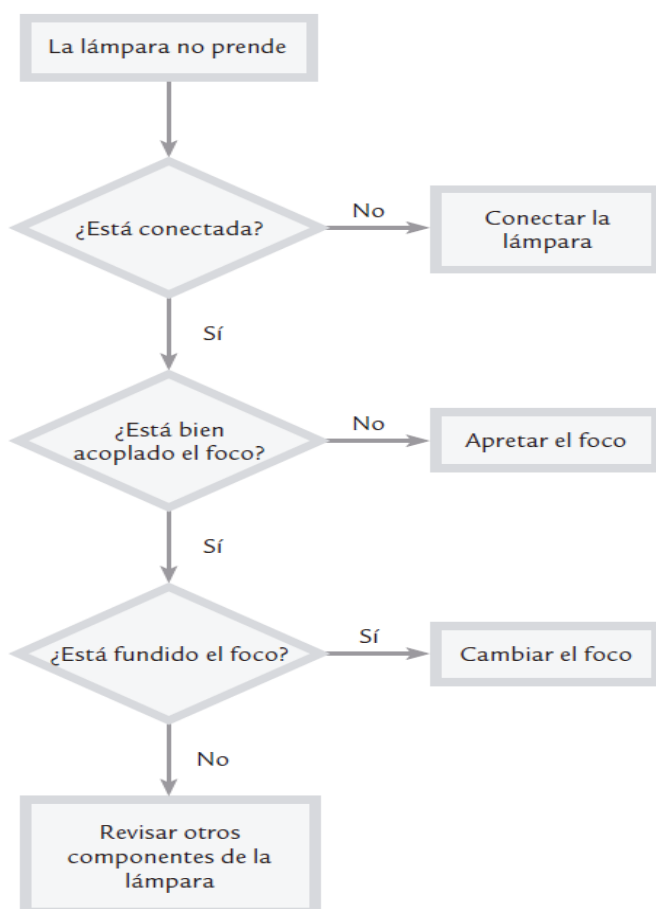 La lámpara no prende
¿Está conectada?
No
Conectar la
lámpara
Sí
¿Está bien
acoplado el foco?
No
Apretar el foco
Sí
¿Está fundido el foco?
Sí
Cambiar el foco
No
Revisar otros
componentes de la
lámpara